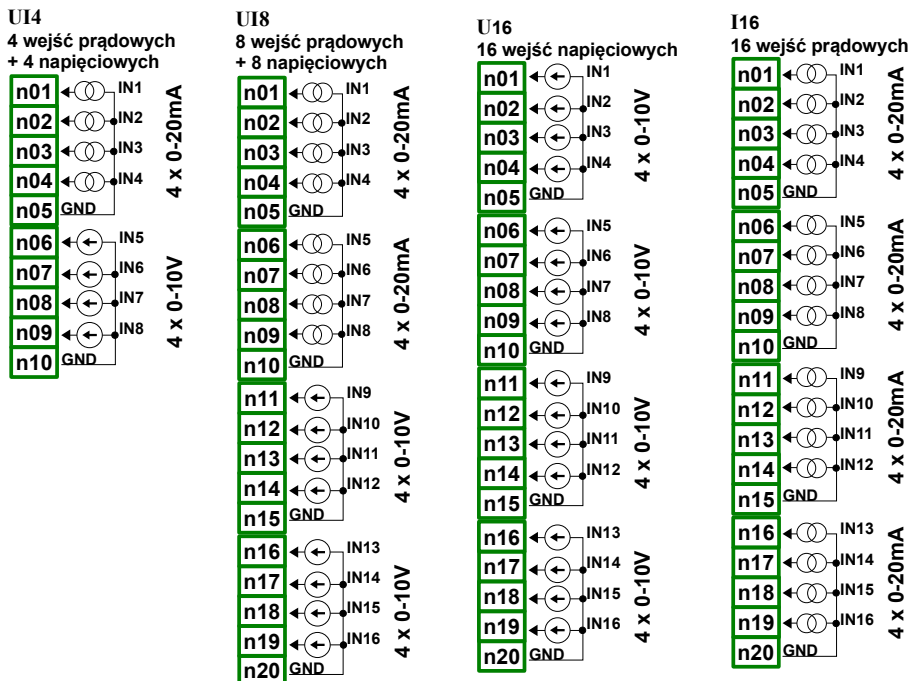 UI4
4 wejść prądowych
+ 4 napięciowych
n01 IN1
n02 IN2
n03 IN3
n04 IN4
n05 GND
4 x 0-20mA
n06 IN5
n07 IN6
n08 IN7
n09 IN8
n10 GND
4 x 0-10V
UI8
8 wejść prądowych
+ 8 napięciowych
n01 IN1
n02 IN2
n03 IN3
n04 IN4
n05 GND
4 x 0-20mA
n06 IN5
n07 IN6
n08 IN7
n09 IN8
n10 GND
4 x 0-20mA
n11 IN9
n12 IN10
n13 IN11
n14 IN12
n15 GND
4 x 0-10V
n16 IN13
n17 IN14
n18 IN15
n19 IN16
n20 GND
4 x 0-10V
U16
16 wejść napięciowych
n01 IN1
n02 IN2
n03 IN3
n04 IN4
n05 GND
4 x 0-10V
n06 IN5
n07 IN6
n08 IN7
n09 IN8
n10 GND
4 x 0-10V
n11 IN9
n12 IN10
n13 IN11
n14 IN12
n15 GND
4 x 0-10V
n16 IN13
n17 IN14
n18 IN15
n19 IN16
n20 GND
4 x 0-10V
I16
16 wejść prądowych
n01 IN1
n02 IN2
n03 IN3
n04 IN4
n05 GND
4 x 0-20mA
n06 IN5
n07 IN6
n08 IN7
n09 IN8
n10 GND
4 x 0-20mA
n11 IN9
n12 IN10
n13 IN11
n14 IN12
n15 GND
4 x 0-20mA
n16 IN13
n17 IN14
n18 IN15
n19 IN16
n20 GND
4 x 0-20mA